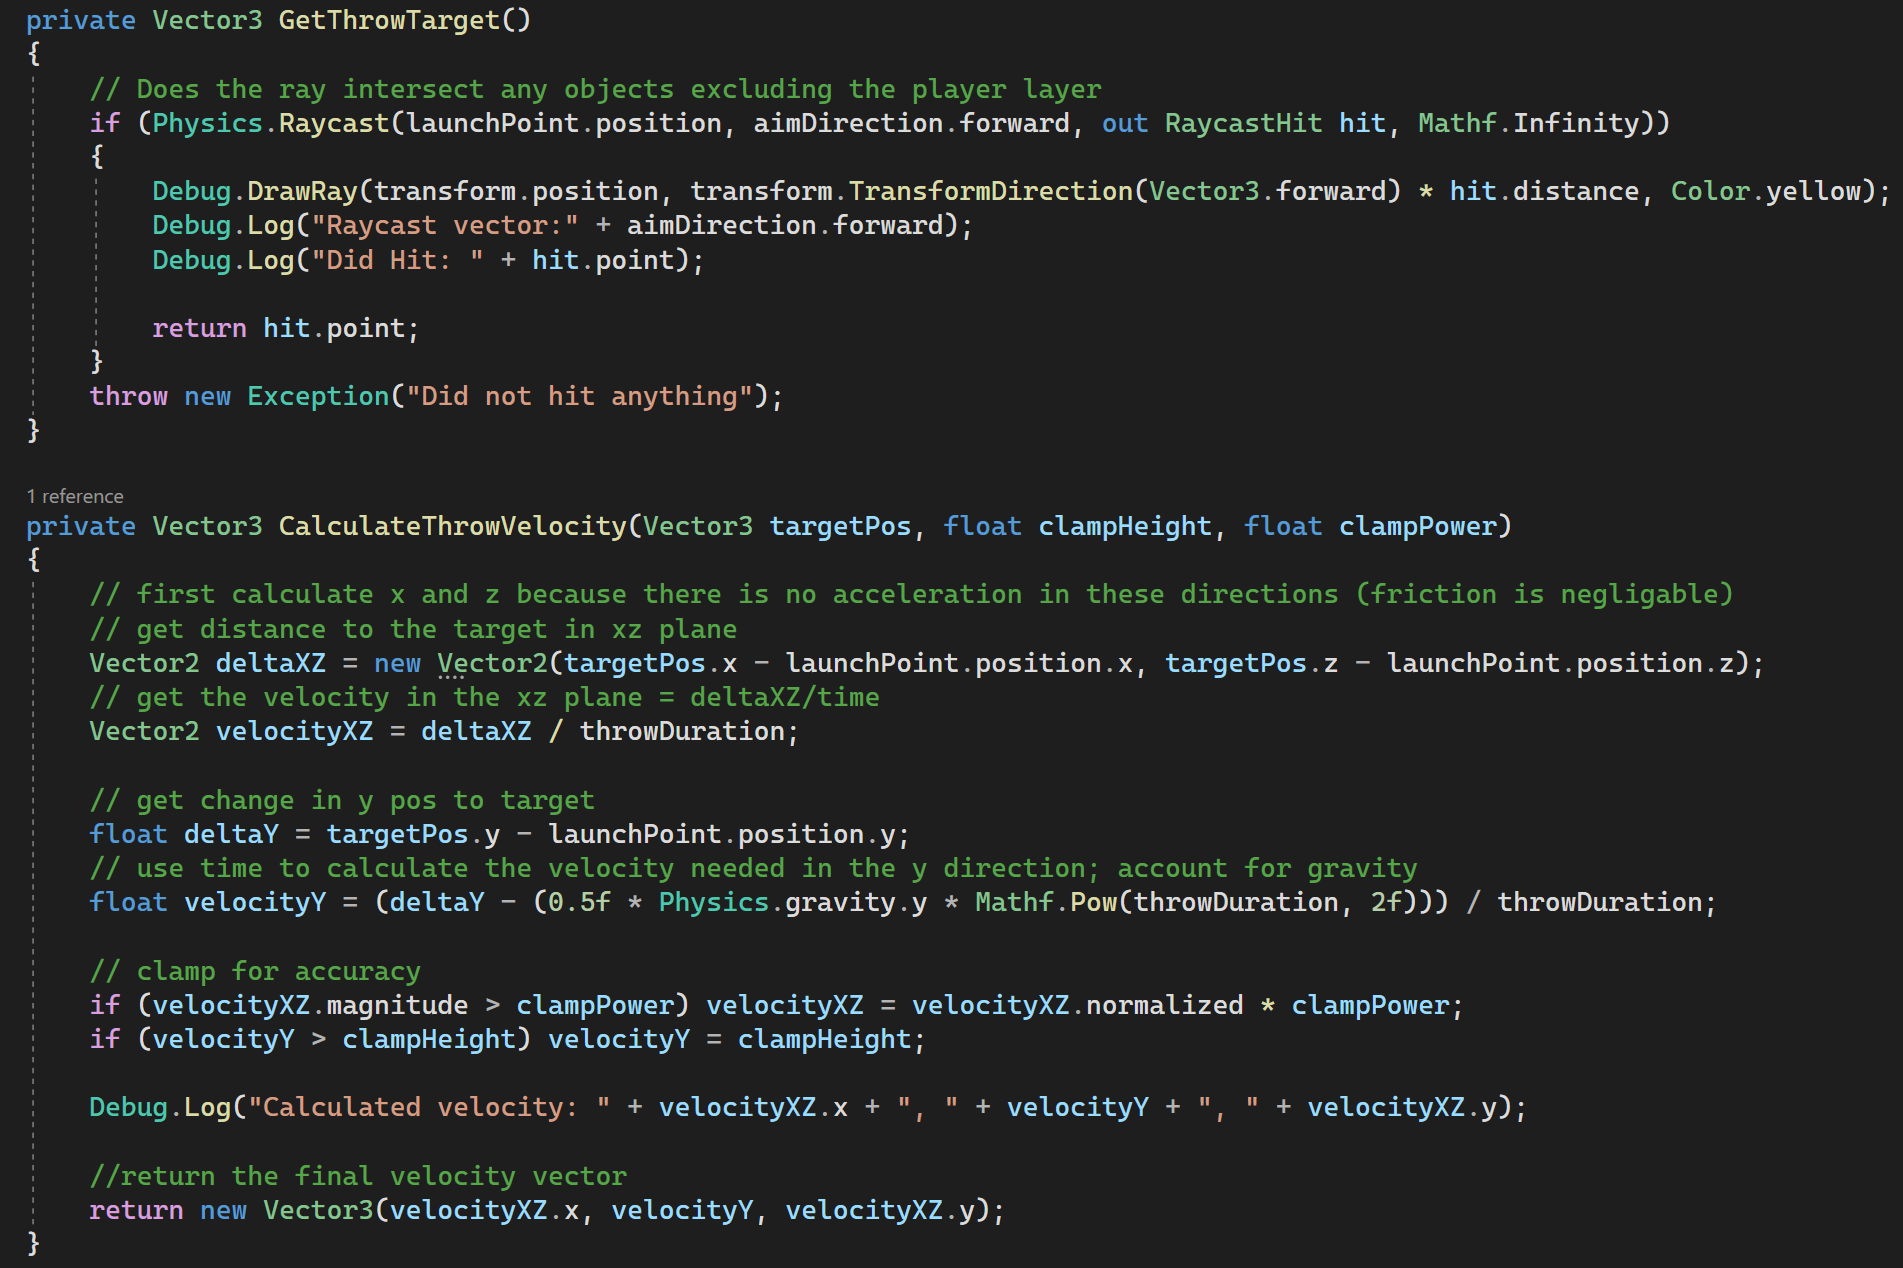 private Vector3 GetThrowTarget()
{
// Does the ray intersect any objects excluding the player layer
if (Physics.Raycast(launchPoint.position, aimDirection.forward, out RaycastHit hit, Mathf.Infinity))
{
Debug.DrawRay(transform.position, transform.TransformDirection(Vector3.forward) * hit.distance, Color.yellow);
Debug.Log("Raycast vector:" + aimDirection.forward);
Debug.Log("Did Hit: " + hit.point);
return hit.point;
}
throw new Exception("Did not hit anything");
}
1 reference
private Vector3 CalculateThrowVelocity(Vector3 targetPos, float clampHeight, float clampPower)
{
// first calculate x and z because there is no acceleration in these directions (friction is negligable)
// get distance to the target in xz plane
Vector2 deltaXZ = new Vector2(targetPos.x - launchPoint.position.x, targetPos.z - launchPoint.position.z);
// get the velocity in the xz plane = deltaXZ/time
Vector2 velocityXZ = deltaXZ / throwDuration;
// get change in y pos to target
float deltaY = targetPos.y - launchPoint.position.y;
// use time to calculate the velocity needed in the y direction; account for gravity
float velocityY = (deltaY - (0.5f * Physics.gravity.y * Mathf.Pow(throwDuration, 2f))) / throwDuration;
// clamp for accuracy
if (velocityXZ.magnitude > clampPower) velocityXZ = velocityXZ.normalized * clampPower;
if (velocityY > clampHeight) velocityY = clampHeight;
Debug.Log("Calculated velocity: " + velocityXZ.x + ", " + velocityY + ", " + velocityXZ.y);
//return the final velocity vector
return new Vector3(velocityXZ.x, velocityY, velocityXZ.y);
}